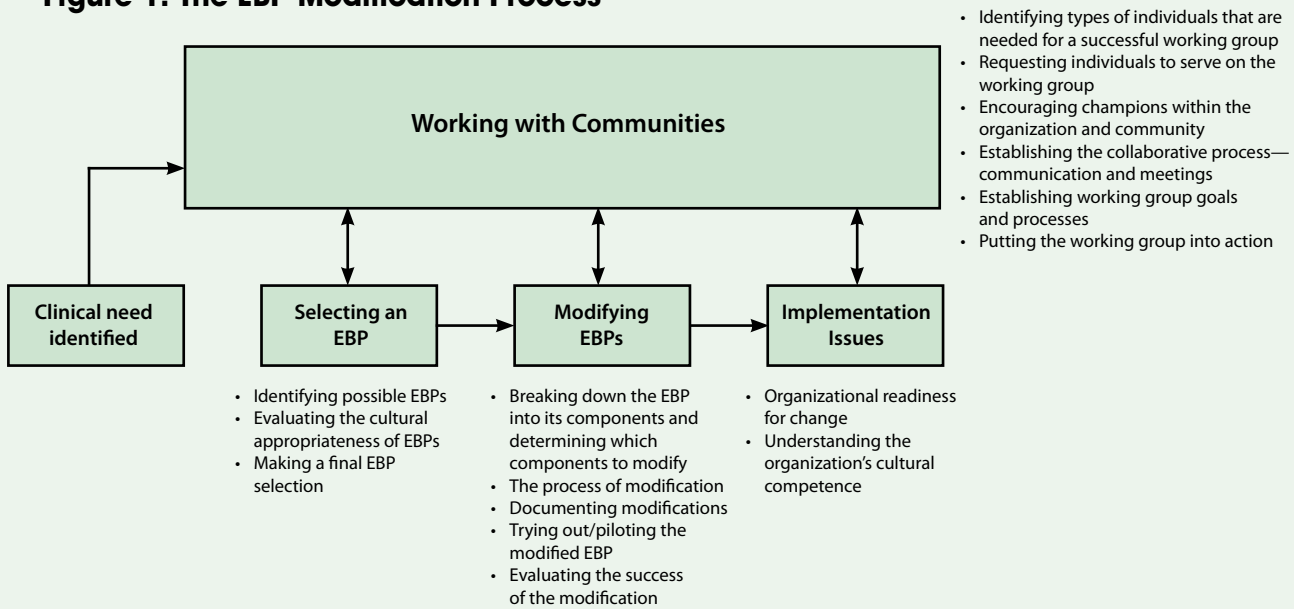 Figure 1. The EBP Modification Process
• Identifying types of individuals that are
needed for a successful working group
• Requesting individuals to serve on the
working group
• Encouraging champions within the
organization and community
• Establishing the collaborative process—
communication and meetings
• Establishing working group goals
and processes
• Putting the working group into action
Working with Communities
Clinical need
identified
Selecting an
EBP
Modifying
EBPs
Implementation
Issues
• Identifying possible EBPs
• Evaluating the cultural
appropriateness of EBPs
• Making a final EBP
selection
• Breaking down the EBP
into its components and
determining which
components to modify
• The process of modification
• Documenting modifications
• Trying out/piloting the
modified EBP
• Evaluating the success
of the modification
• Organizational readiness
for change
• Understanding the
organization’s cultural
competence